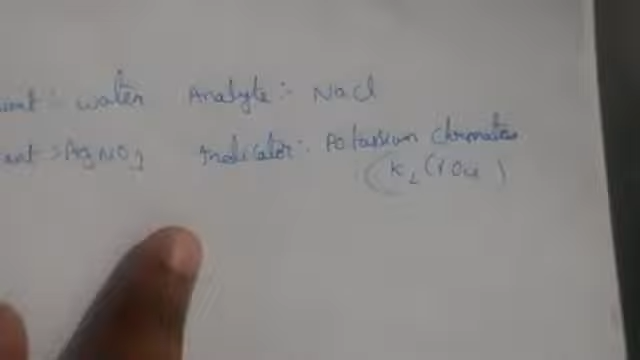 water Analyte :- NaCl
AgNO3 Indicator :- Potassium chromate
(K2CrO4)